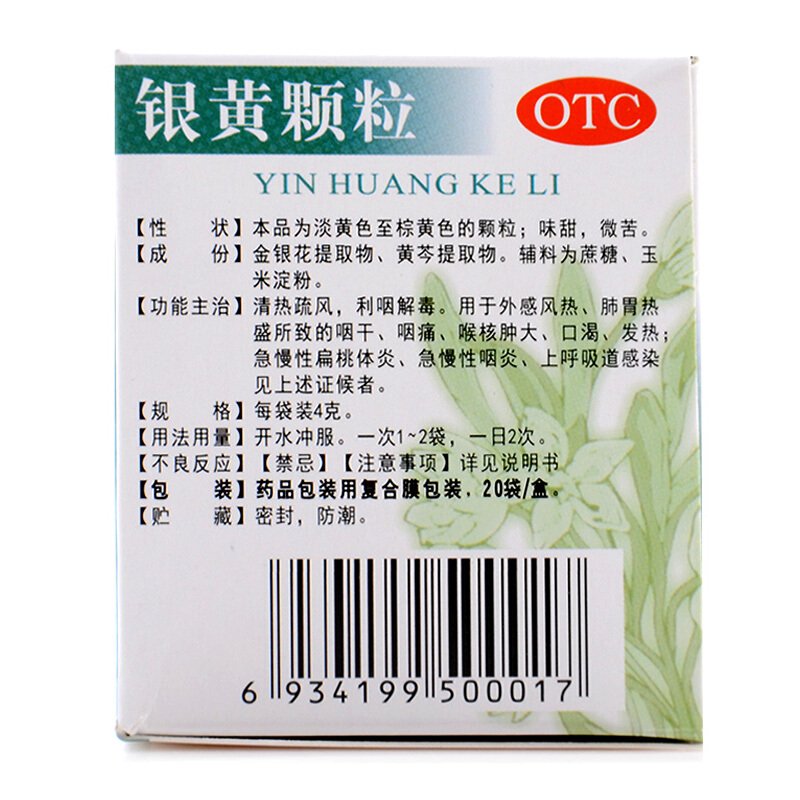 银黄颗粒
OTC
YIN HUANG KE LI
【性　状】本品为淡黄色至棕黄色的颗粒；味甜，微苦。
【成　份】金银花提取物、黄芩提取物。辅料为蔗糖、玉
米淀粉。
【功能主治】清热疏风，利咽解毒。用于外感风热、肺胃热
盛所致的咽干、咽痛、喉核肿大、口渴、发热；
急慢性扁桃体炎、急慢性咽炎、上呼吸道感染
见上述证候者。
【规　格】每袋装4克。
【用法用量】开水冲服。一次1~2袋，一日2次。
【不良反应】【禁忌】【注意事项】详见说明书
【包　装】药品包装用复合膜包装，20袋/盒。
【贮　藏】密封，防潮。
6 934199 500017